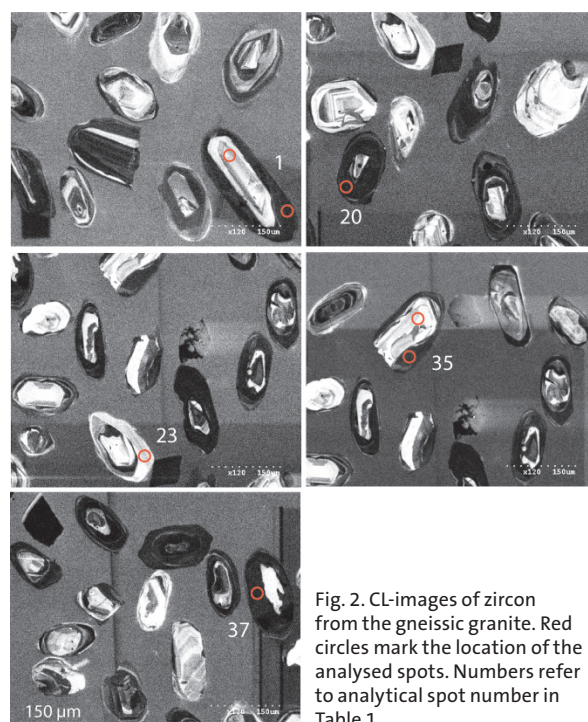 1
x120 150um
20
x120 150um
23
x120 150um
35
x120 150um
37
150 µm
Fig. 2. CL-images of zircon
from the gneissic granite. Red
circles mark the location of the
analysed spots. Numbers refer
to analytical spot number in
Table 1